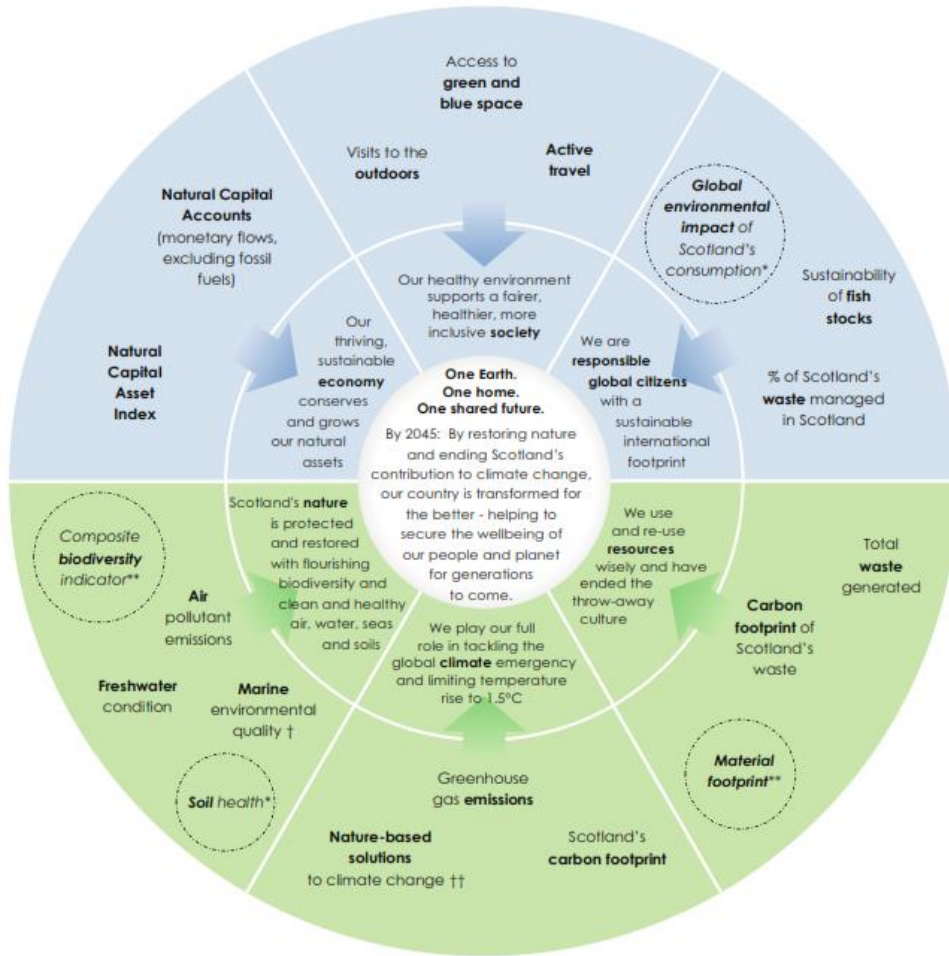 Access to
green and
blue space
Visits to the
outdoors
Active
travel
Our healthy environment
supports a fairer,
healthier, more
inclusive society
Global
environmental
impact of
Scotland's
consumption*
Sustainability
of fish
stocks
% of Scotland's
waste managed
in Scotland
We are
responsible
global citizens
with a
sustainable
international
footprint
Natural Capital
Accounts
(monetary flows,
excluding fossil
fuels)
Natural
Capital
Asset
Index
Our
thriving,
sustainable
economy
conserves
and grows
our natural
assets
One Earth.
One home.
One shared future.
By 2045: By restoring nature
and ending Scotland's
contribution to climate change,
our country is transformed for
the better - helping to
secure the wellbeing of
our people and planet
for generations
to come.
Scotland's nature
is protected
and restored
with flourishing
biodiversity and
clean and healthy
air, water, seas
and soils
Composite
biodiversity
indicator**
Air
pollutant
emissions
Freshwater
condition
Marine
environmental
quality †
Soil health*
We use
and re-use
resources
wisely and have
ended the
throw-away
culture
Total
waste
generated
Carbon
footprint of
Scotland's
waste
Material
footprint**
We play our full
role in tackling the
global climate emergency
and limiting temperature
rise to 1.5°C
Greenhouse
gas emissions
Nature-based
solutions
to climate change ††
Scotland's
carbon footprint